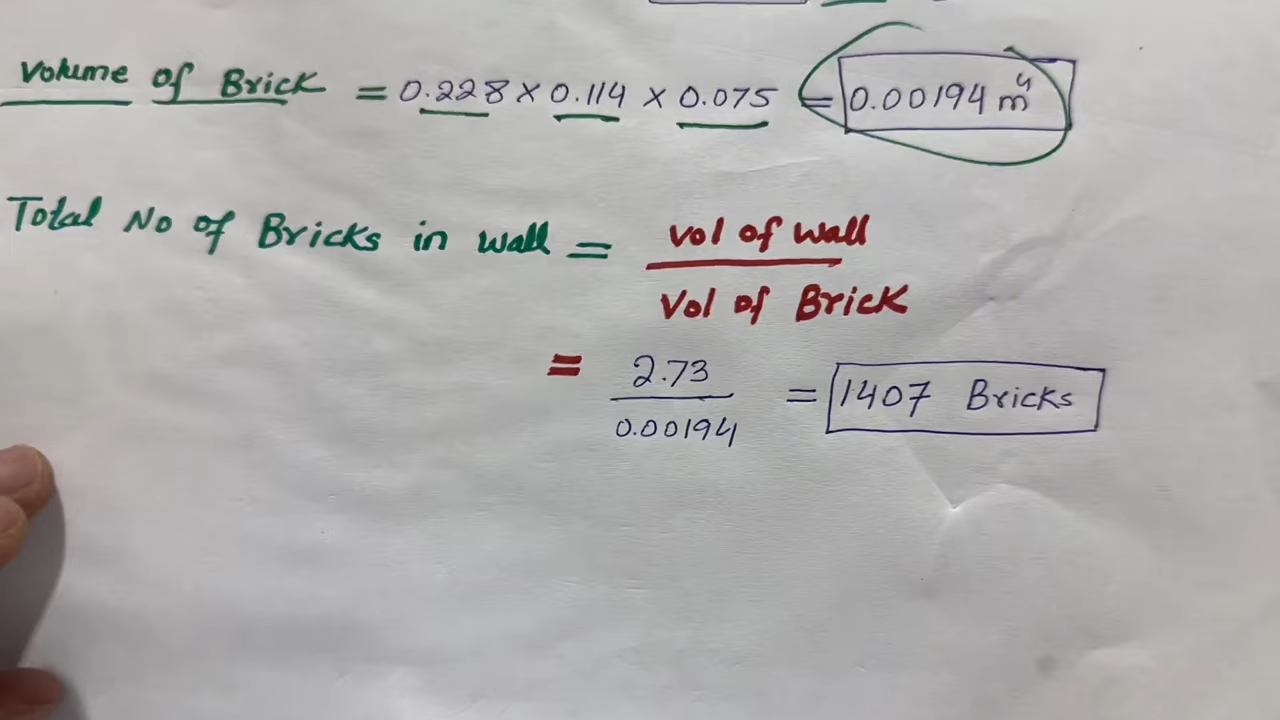 Volume of Brick = 0.228 × 0.114 × 0.075 = 0.00194 m⁴
Total No of Bricks in wall = vol of wall
Vol of Brick
= 2.73
0.00194
= 1407 Bricks